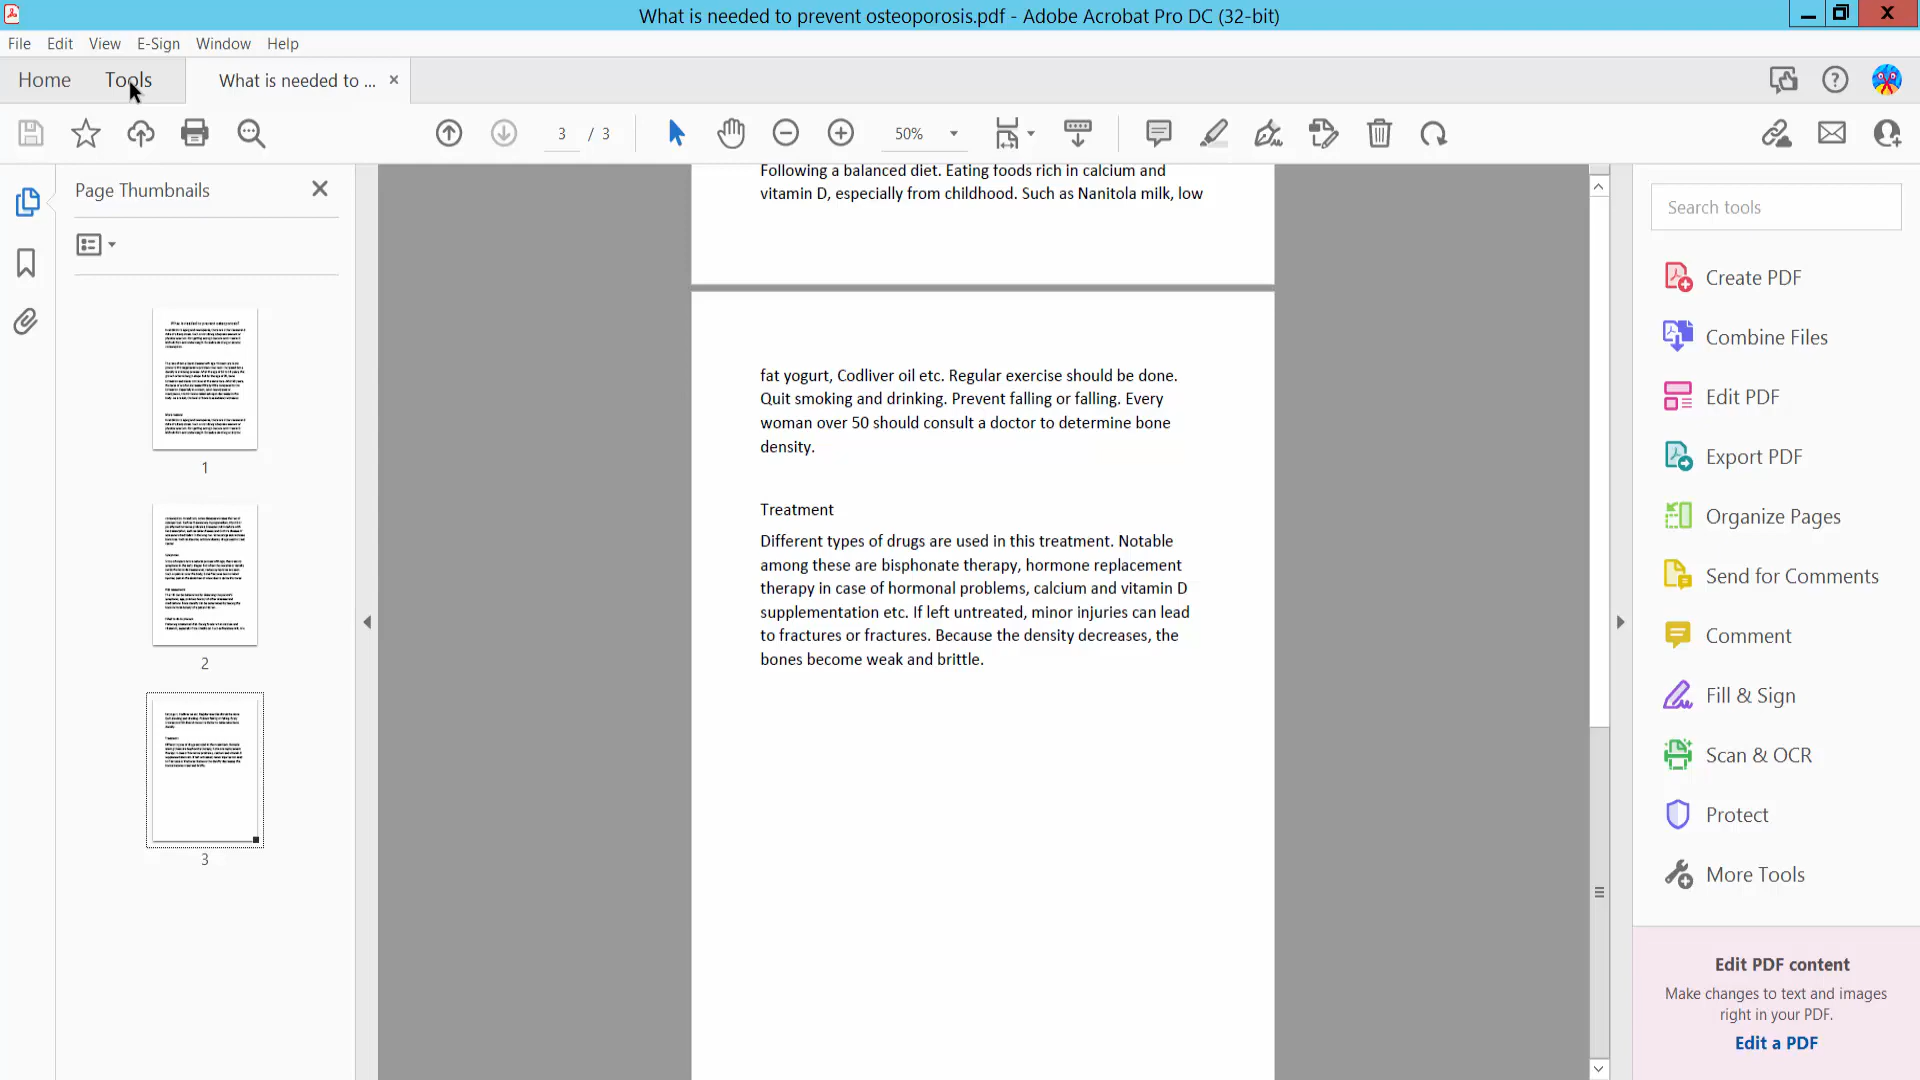 What is needed to prevent osteoporosis.pdf - Adobe Acrobat Pro DC (32-bit)
File Edit View E-Sign Window Help
Home Tools What is needed to ... ×
3 / 3 50%
Page Thumbnails
1
2
3
Following a balanced diet. Eating foods rich in calcium and
vitamin D, especially from childhood. Such as Nanitola milk, low
fat yogurt, Codliver oil etc. Regular exercise should be done.
Quit smoking and drinking. Prevent falling or falling. Every
woman over 50 should consult a doctor to determine bone
density.
Treatment
Different types of drugs are used in this treatment. Notable
among these are bisphonate therapy, hormone replacement
therapy in case of hormonal problems, calcium and vitamin D
supplementation etc. If left untreated, minor injuries can lead
to fractures or fractures. Because the density decreases, the
bones become weak and brittle.
Search tools
Create PDF
Combine Files
Edit PDF
Export PDF
Organize Pages
Send for Comments
Comment
Fill & Sign
Scan & OCR
Protect
More Tools
Edit PDF content
Make changes to text and images
right in your PDF.
Edit a PDF